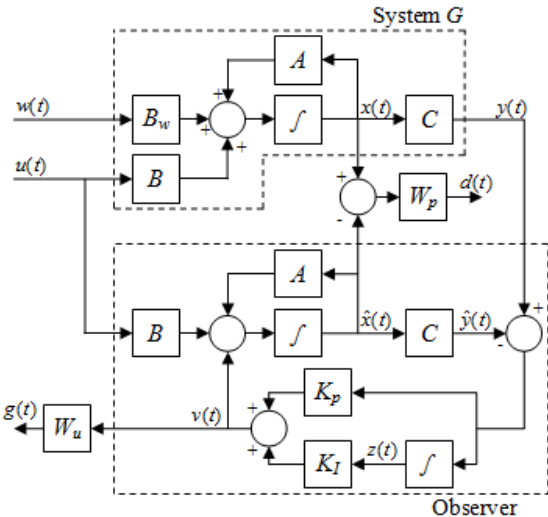 System G
A
w(t)
B_w
∫
x(t)
C
y(t)
u(t)
B
W_p
d(t)
A
B
∫
x̂(t)
C
ŷ(t)
K_p
g(t)
W_u
v(t)
K_I
z(t)
∫
Observer
+
+
+
+
-
+
-
+
+